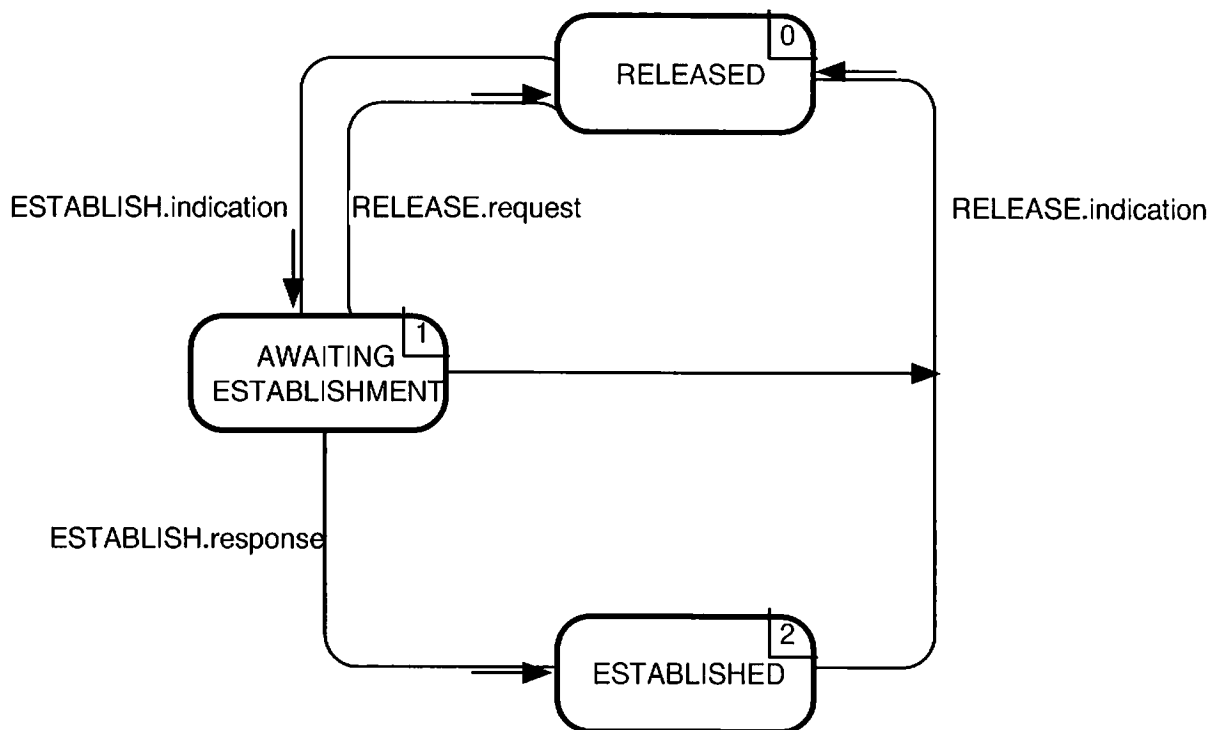 0
RELEASED
ESTABLISH.indication
RELEASE.request
RELEASE.indication
1
AWAITING
ESTABLISHMENT
ESTABLISH.response
2
ESTABLISHED